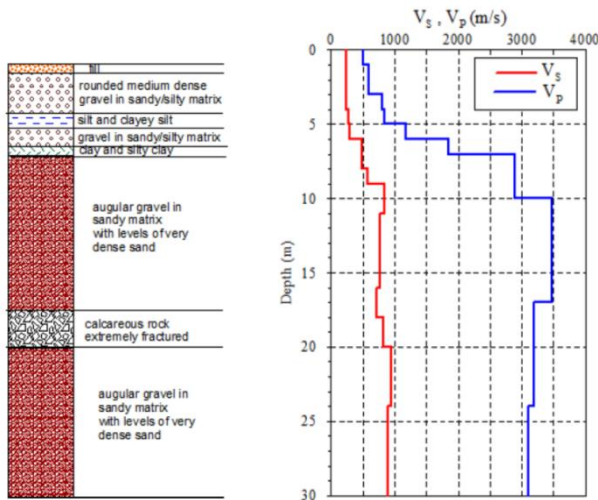 fill
rounded medium dense
gravel in sandy/silty matrix
silt and clayey silt
gravel in sandy/silty matrix
clay and silty clay
augular gravel in
sandy matrix
with levels of very
dense sand
calcareous rock
extremely fractured
augular gravel in
sandy matrix
with levels of very
dense sand
VS , VP (m/s)
0 1000 2000 3000 4000
0
5
10
15
20
25
30
Depth (m)
VS
VP